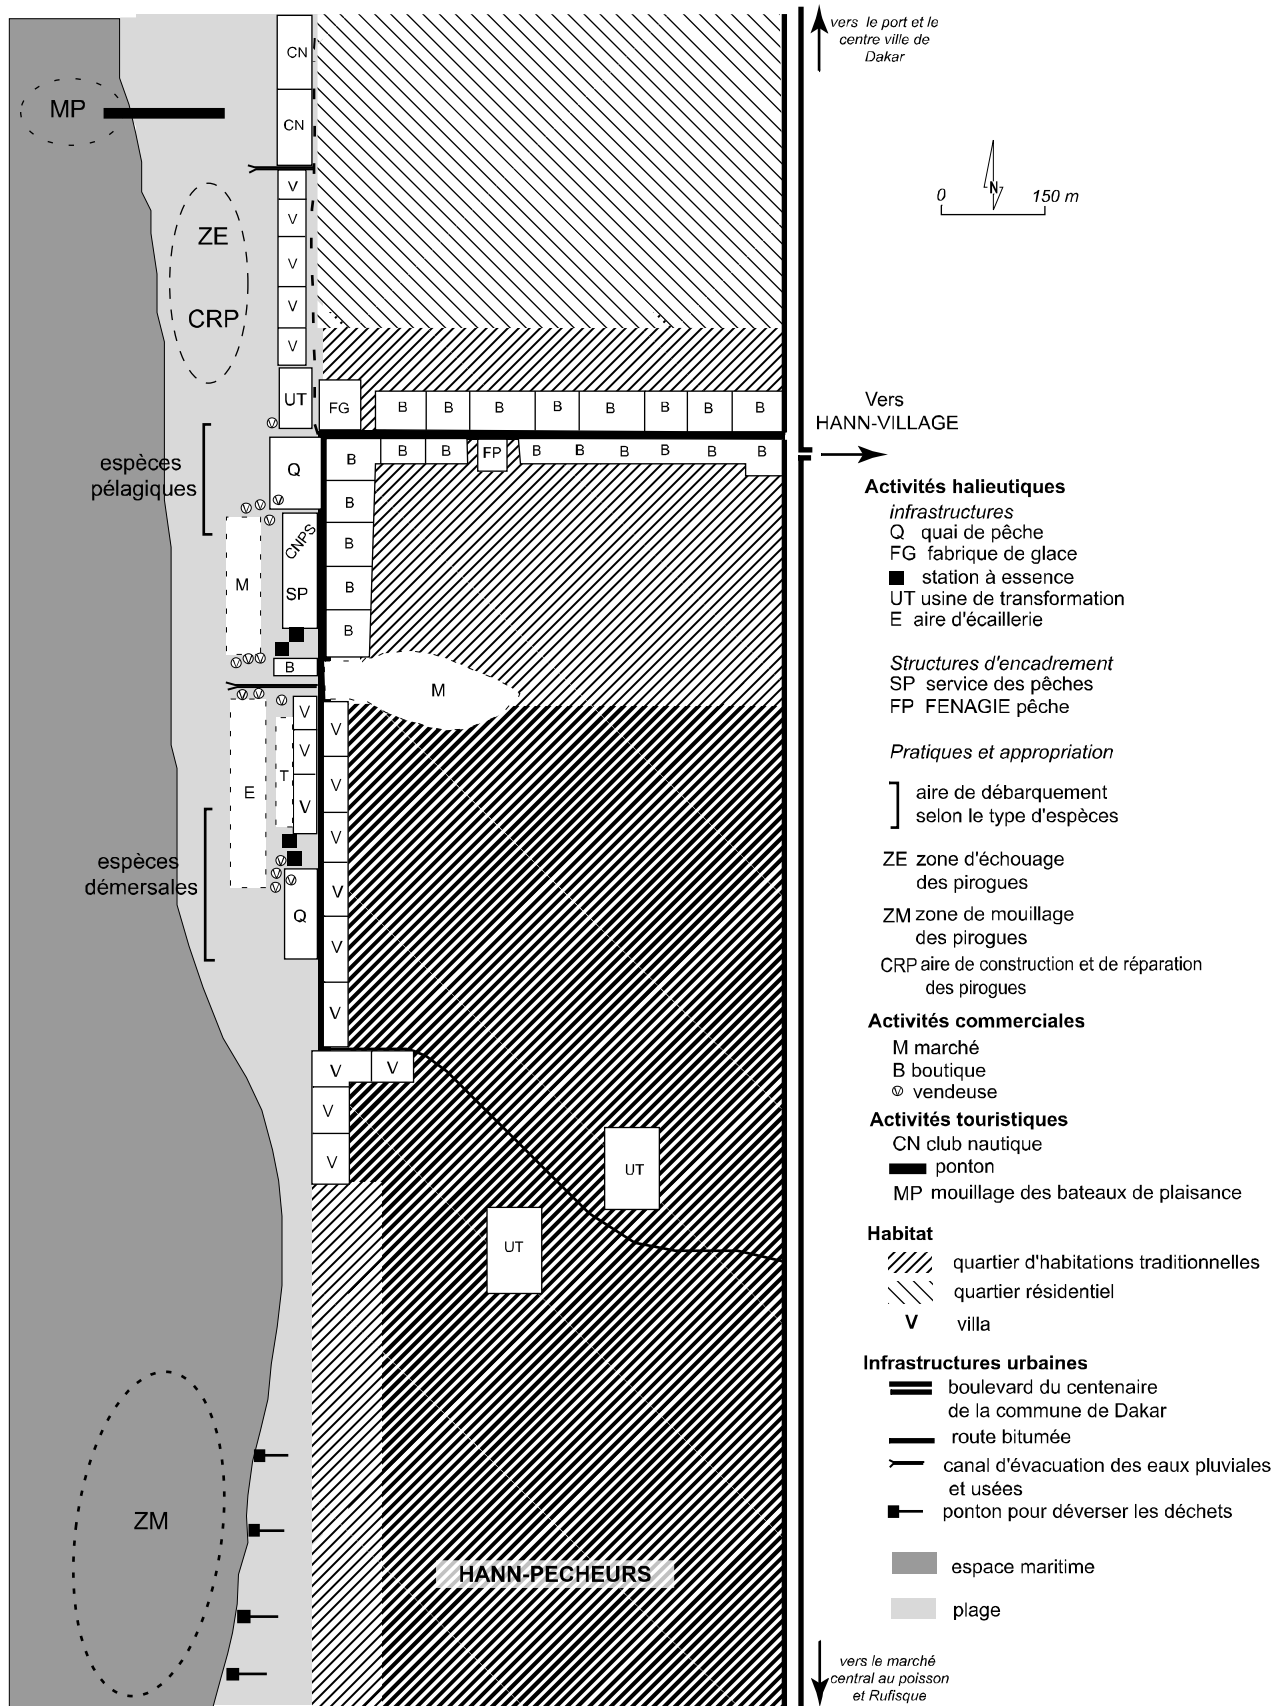 vers le port et le
centre ville de
Dakar
CN
MP
CN
N
0 150 m
V
V
ZE
V
V
CRP
V
UT
FG
B B B B B B B B
Vers
HANN-VILLAGE
espèces
pélagiques
Q
B
B B FP B B B B B B
B
CNPS
B
M
SP
B
B
B
M
V
V
V
T
V
E
V
V
espèces
démersales
V
Q
V
V
V
V
V
V
UT
UT
ZM
HANN-PECHEURS
Activités halieutiques
infrastructures
Q quai de pêche
FG fabrique de glace
station à essence
UT usine de transformation
E aire d'écaillerie
Structures d'encadrement
SP service des pêches
FP FENAGIE pêche
Pratiques et appropriation
aire de débarquement
selon le type d'espèces
ZE zone d'échouage
des pirogues
ZM zone de mouillage
des pirogues
CRP aire de construction et de réparation
des pirogues
Activités commerciales
M marché
B boutique
V vendeuse
Activités touristiques
CN club nautique
ponton
MP mouillage des bateaux de plaisance
Habitat
quartier d'habitations traditionnelles
quartier résidentiel
V villa
Infrastructures urbaines
boulevard du centenaire
de la commune de Dakar
route bitumée
canal d'évacuation des eaux pluviales
et usées
ponton pour déverser les déchets
espace maritime
plage
vers le marché
central au poisson
et Rufisque